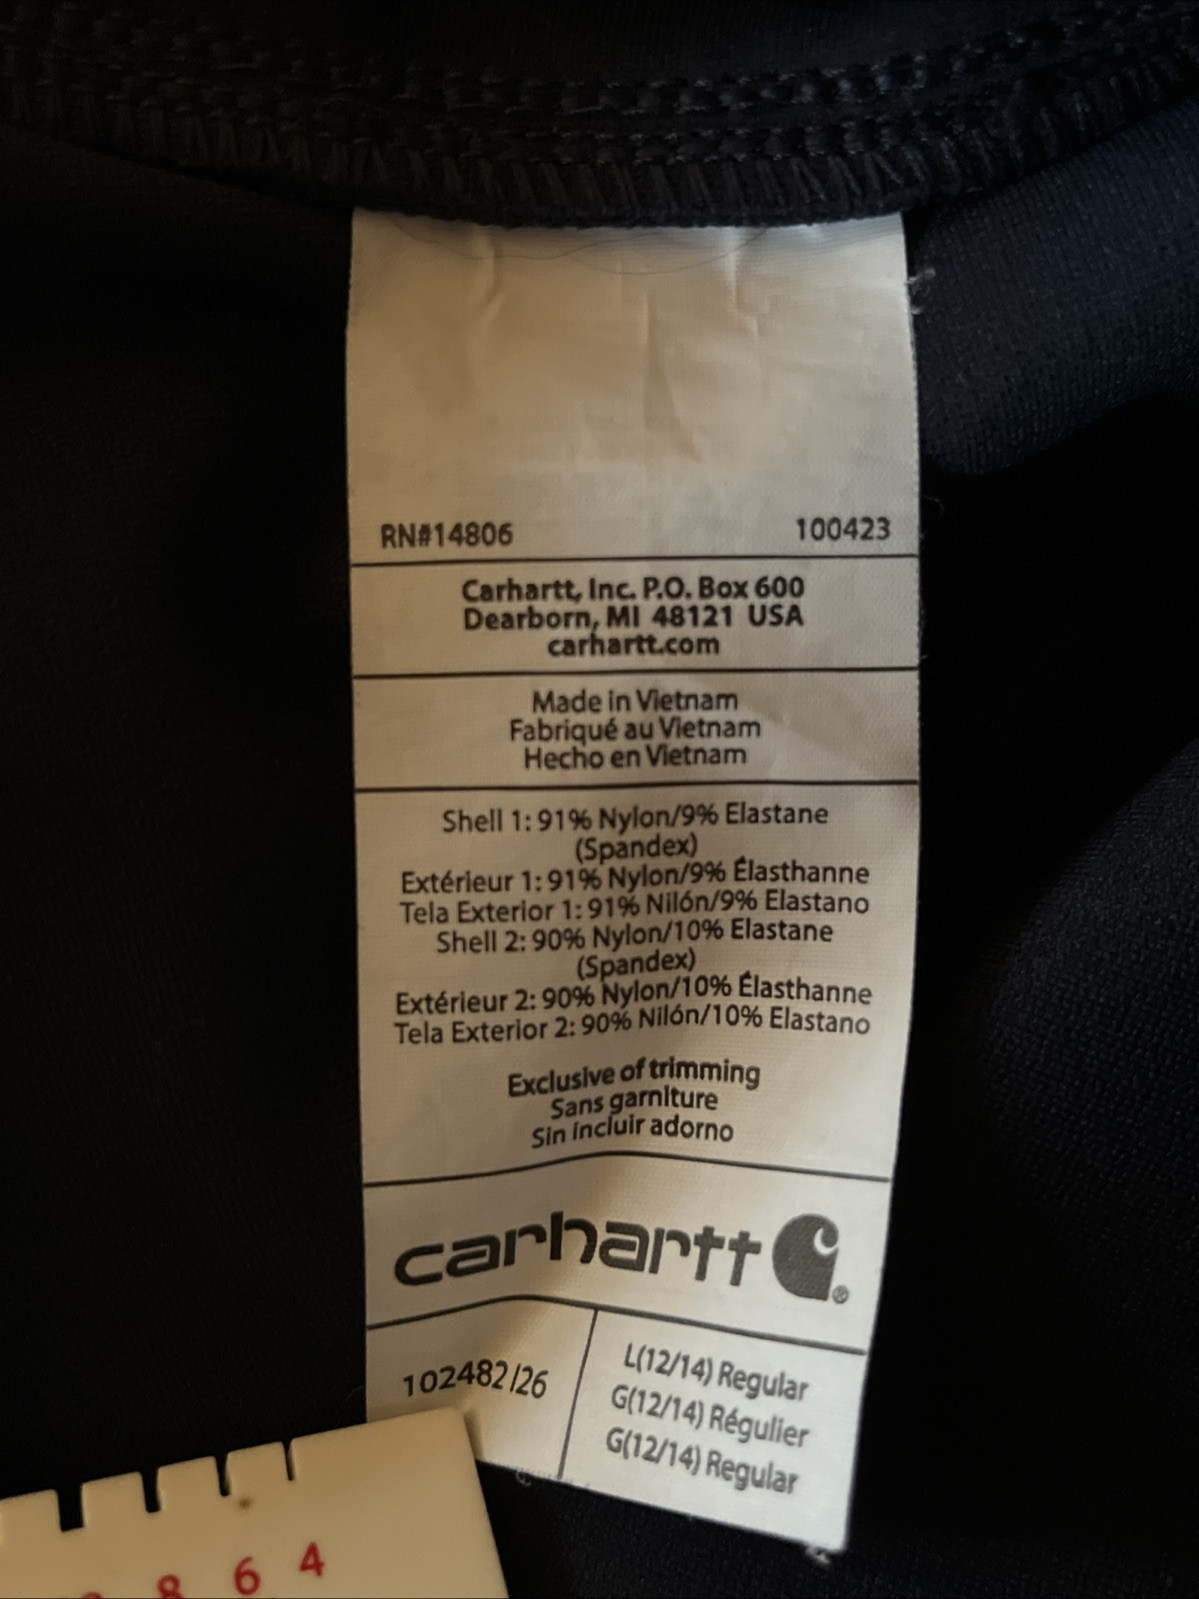 RN#14806 100423
Carhartt, Inc. P.O. Box 600
Dearborn, MI 48121 USA
carhartt.com
Made in Vietnam
Fabriqué au Vietnam
Hecho en Vietnam
Shell 1: 91% Nylon/9% Elastane
(Spandex)
Extérieur 1: 91% Nylon/9% Élasthanne
Tela Exterior 1: 91% Nilón/9% Elastano
Shell 2: 90% Nylon/10% Elastane
(Spandex)
Extérieur 2: 90% Nylon/10% Élasthanne
Tela Exterior 2: 90% Nilón/10% Elastano
Exclusive of trimming
Sans garniture
Sin incluir adorno
carhartt ®
102482/26
L(12/14) Regular
G(12/14) Régulier
G(12/14) Regular
8 6 4